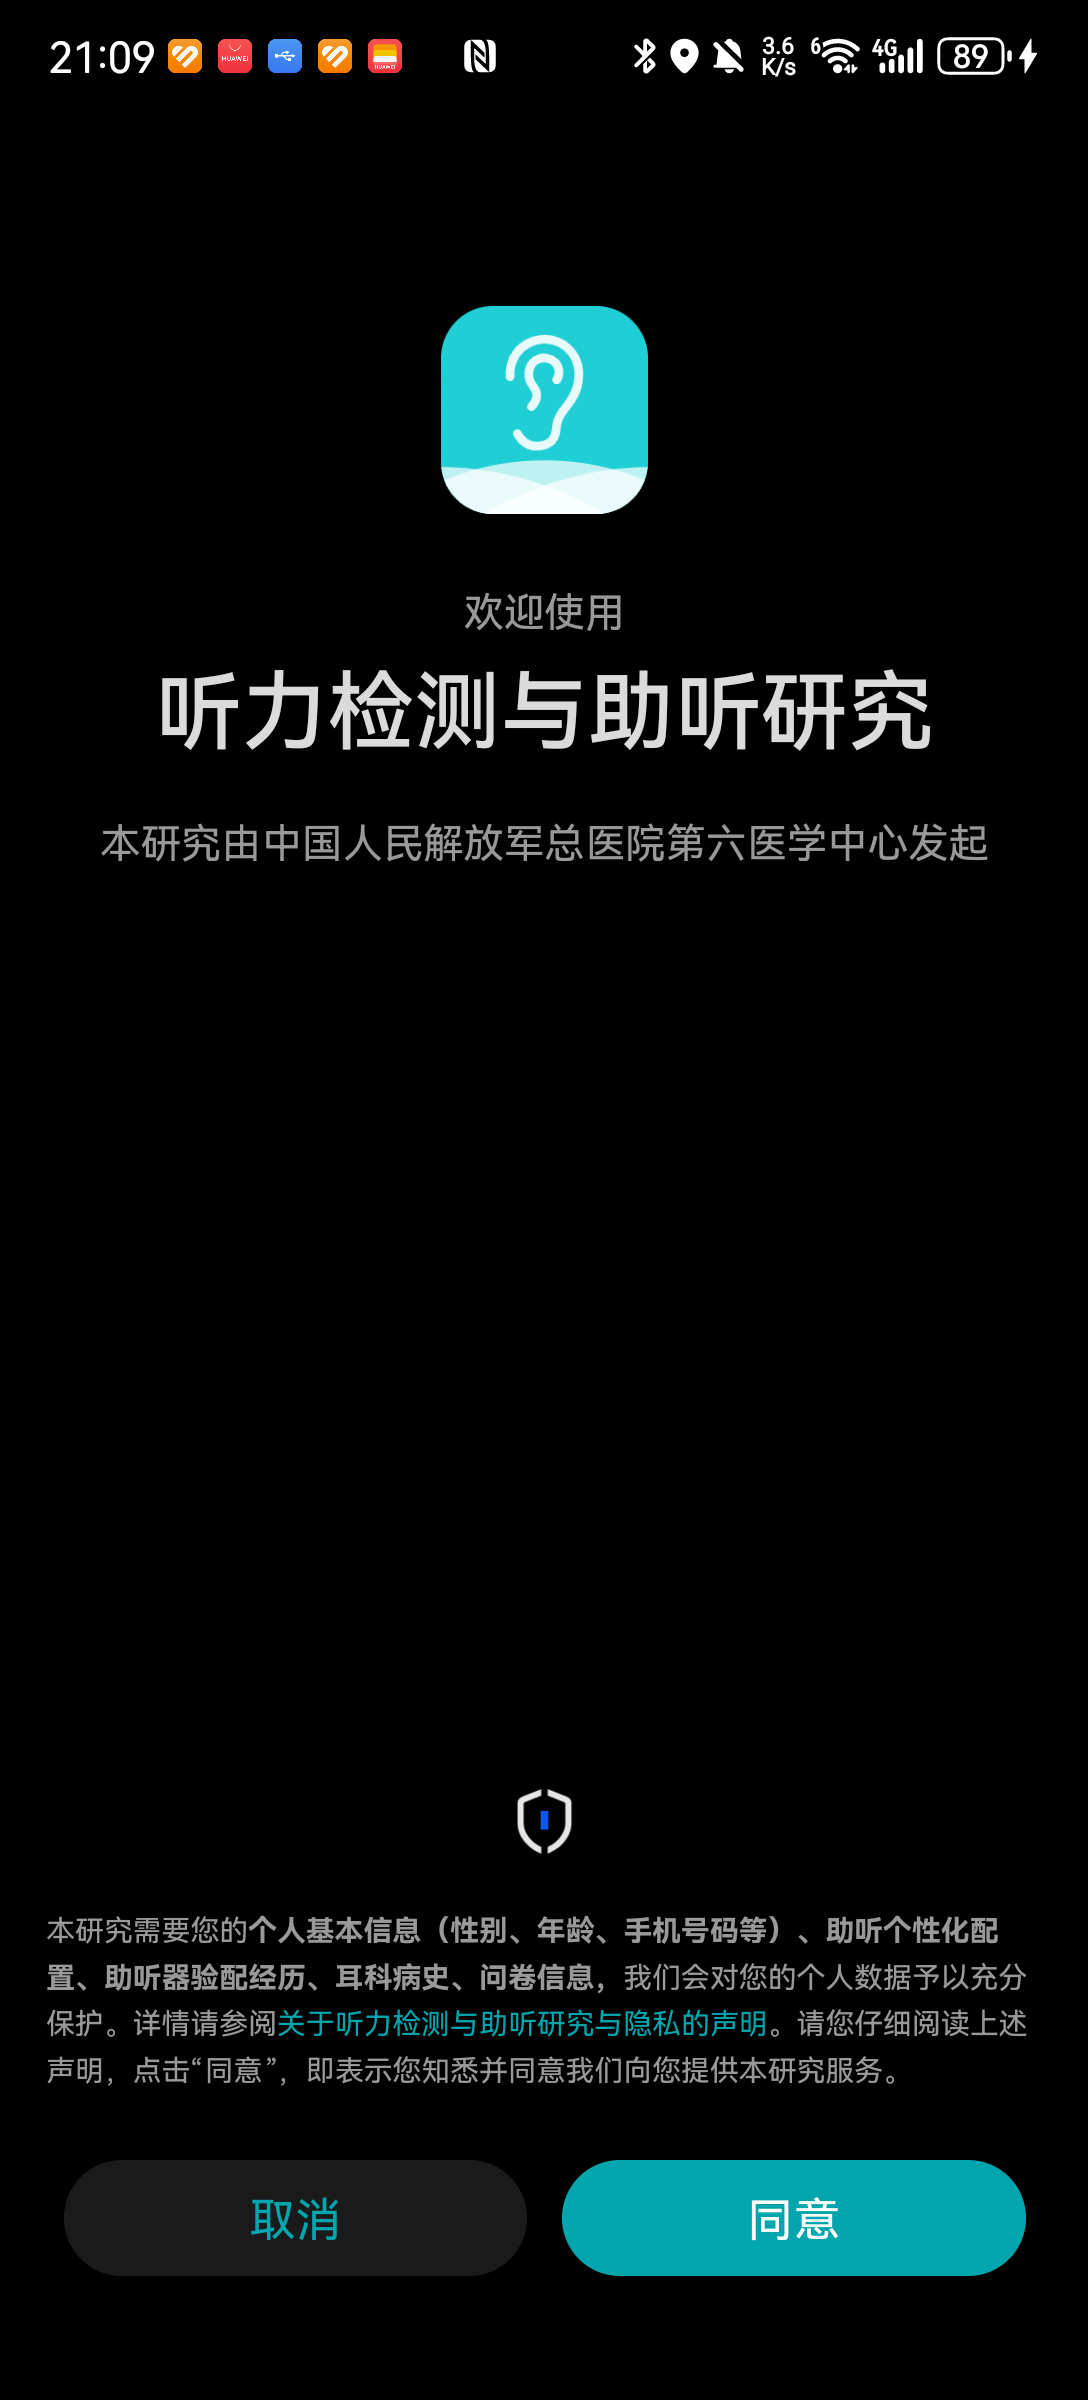 21:09
HUAWEI
HUAWEI
3.6
K/s
6
4G
89
欢迎使用
听力检测与助听研究
本研究由中国人民解放军总医院第六医学中心发起
本研究需要您的个人基本信息（性别、年龄、手机号码等）、助听个性化配
置、助听器验配经历、耳科病史、问卷信息，我们会对您的个人数据予以充分
保护。详情请参阅关于听力检测与助听研究与隐私的声明。请您仔细阅读上述
声明，点击“同意”，即表示您知悉并同意我们向您提供本研究服务。
取消
同意